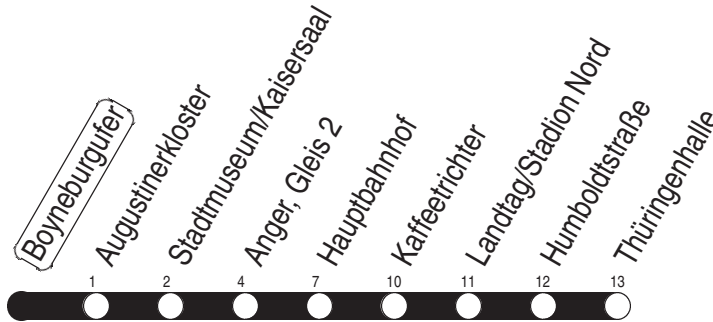 Boyneburgufer
Augustinerkloster
Stadtmuseum/Kaisersaal
Anger, Gleis 2
Hauptbahnhof
Kaffeetrichter
Landtag/Stadion Nord
Humboldtstraße
Thüringenhalle
1 2 4 7 10 11 12 13